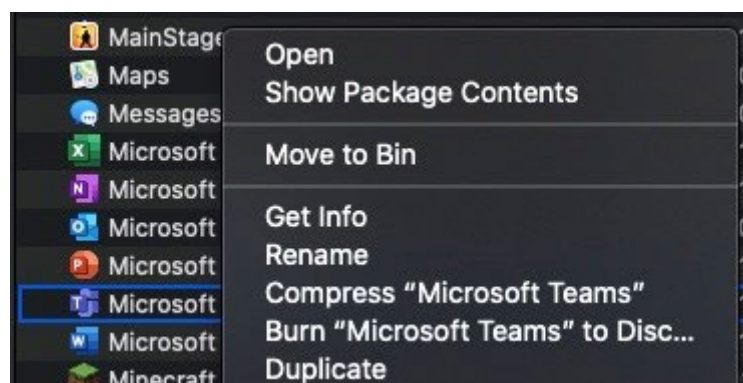 MainStage
Maps
Messages
Microsoft
Microsoft
Microsoft
Microsoft
Microsoft
Microsoft
Minecraft
Open
Show Package Contents
Move to Bin
Get Info
Rename
Compress “Microsoft Teams”
Burn “Microsoft Teams” to Disc...
Duplicate